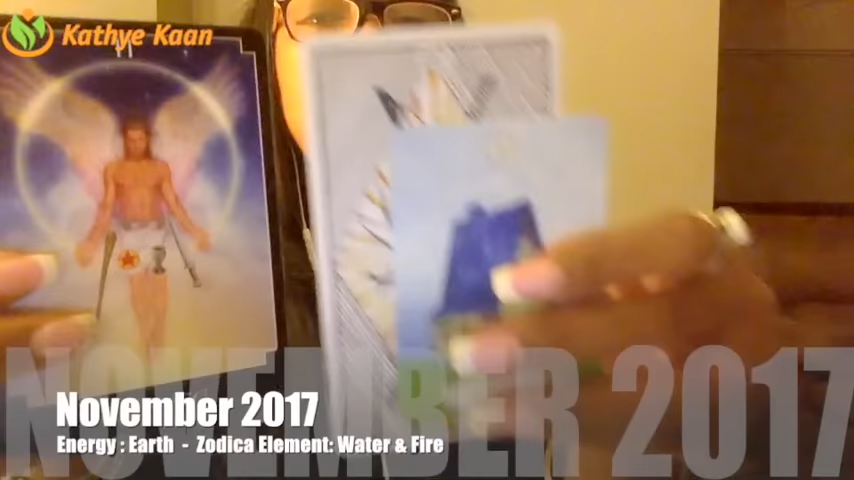 Kathye Kaan
November 2017
Energy : Earth - Zodica Element: Water & Fire
NOVEMBER 2017